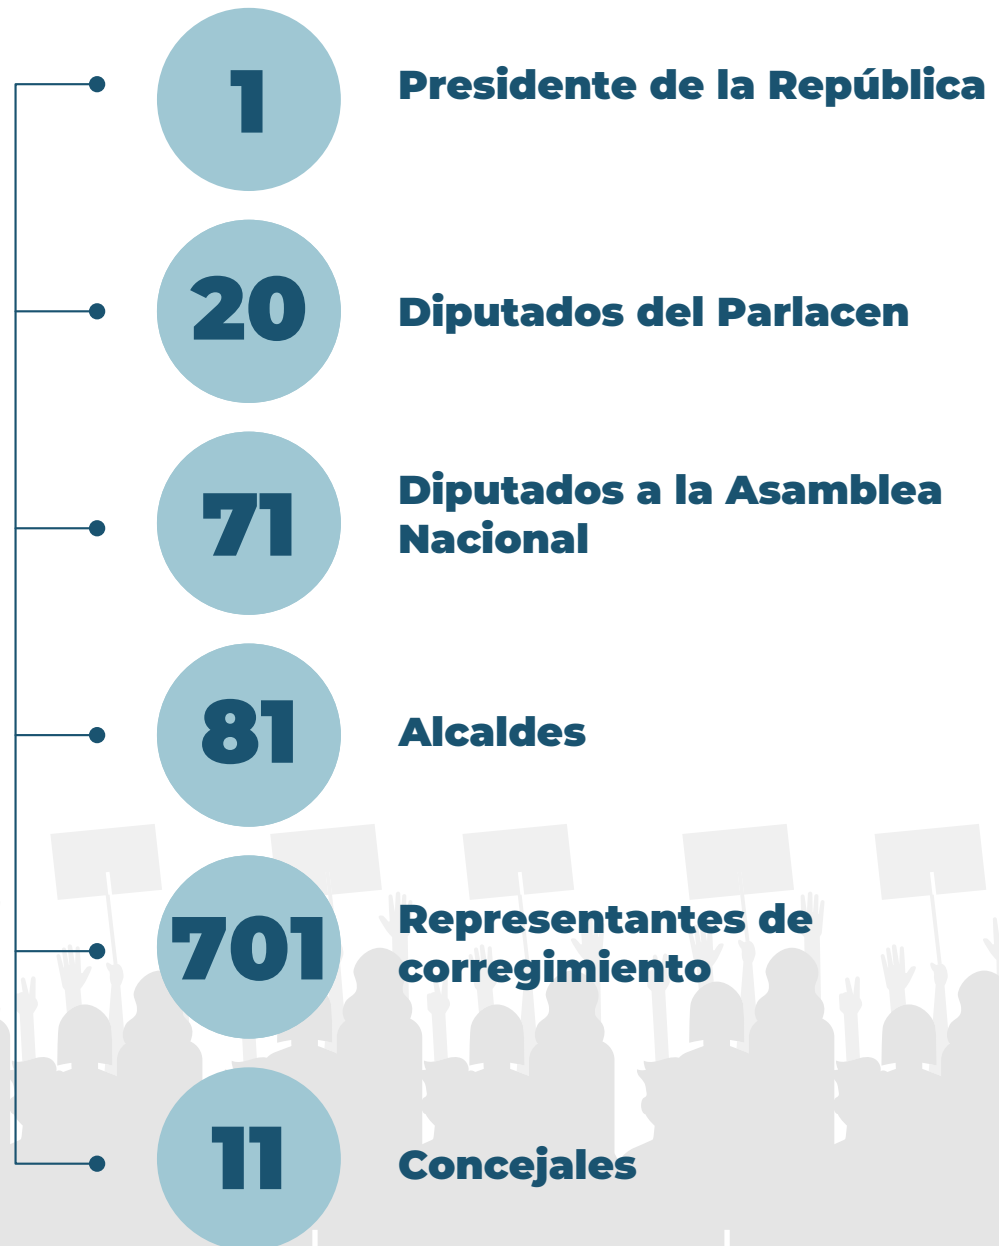 1
Presidente de la República
20
Diputados del Parlacen
71
Diputados a la Asamblea
Nacional
81
Alcaldes
701
Representantes de
corregimiento
11
Concejales